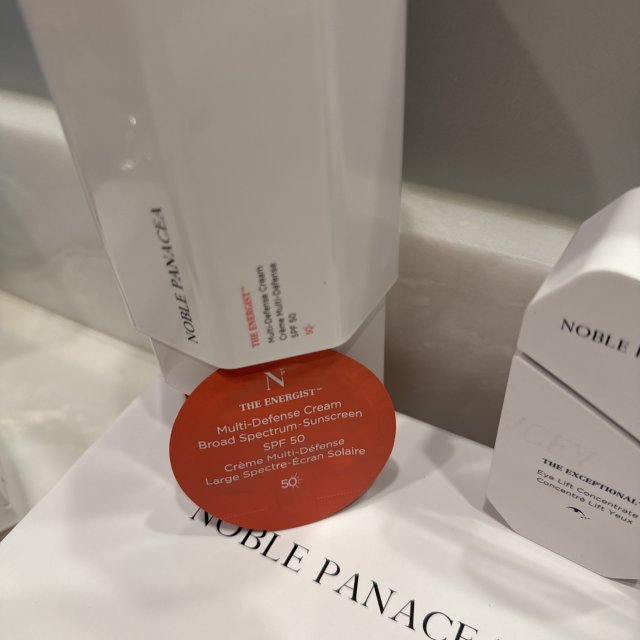 NOBLE PANACEA
THE ENERGIST™
Multi-Defense Cream
Crème Multi-Défense
SPF 50
N
THE ENERGIST™
Multi-Defense Cream
Broad Spectrum-Sunscreen
SPF 50
Crème Multi-Défense
Large Spectre-Écran Solaire
50
NOBLE PANACE
NOBLE
THE EXCEPTIONAL
Eye Lift Concentrate
Concentré Lift Yeux